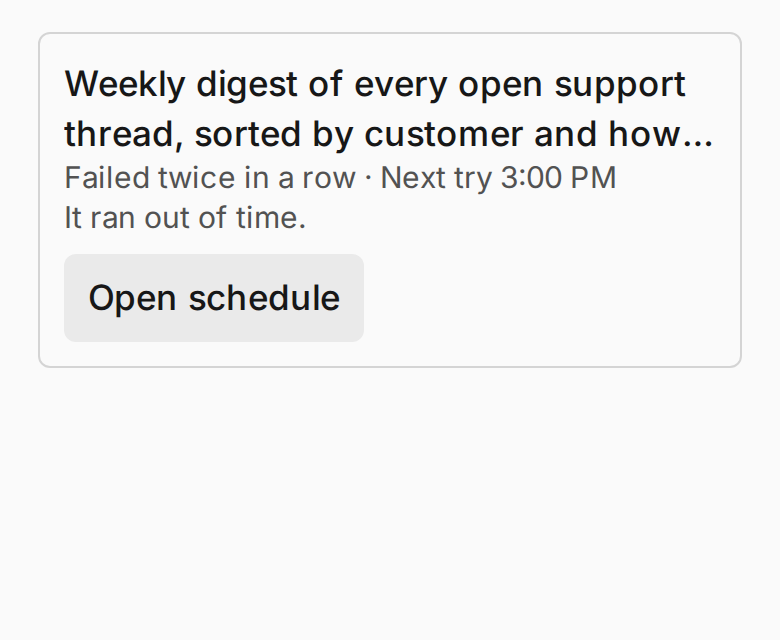 Weekly digest of every open support
thread, sorted by customer and how...
Failed twice in a row · Next try 3:00 PM
It ran out of time.
Open schedule